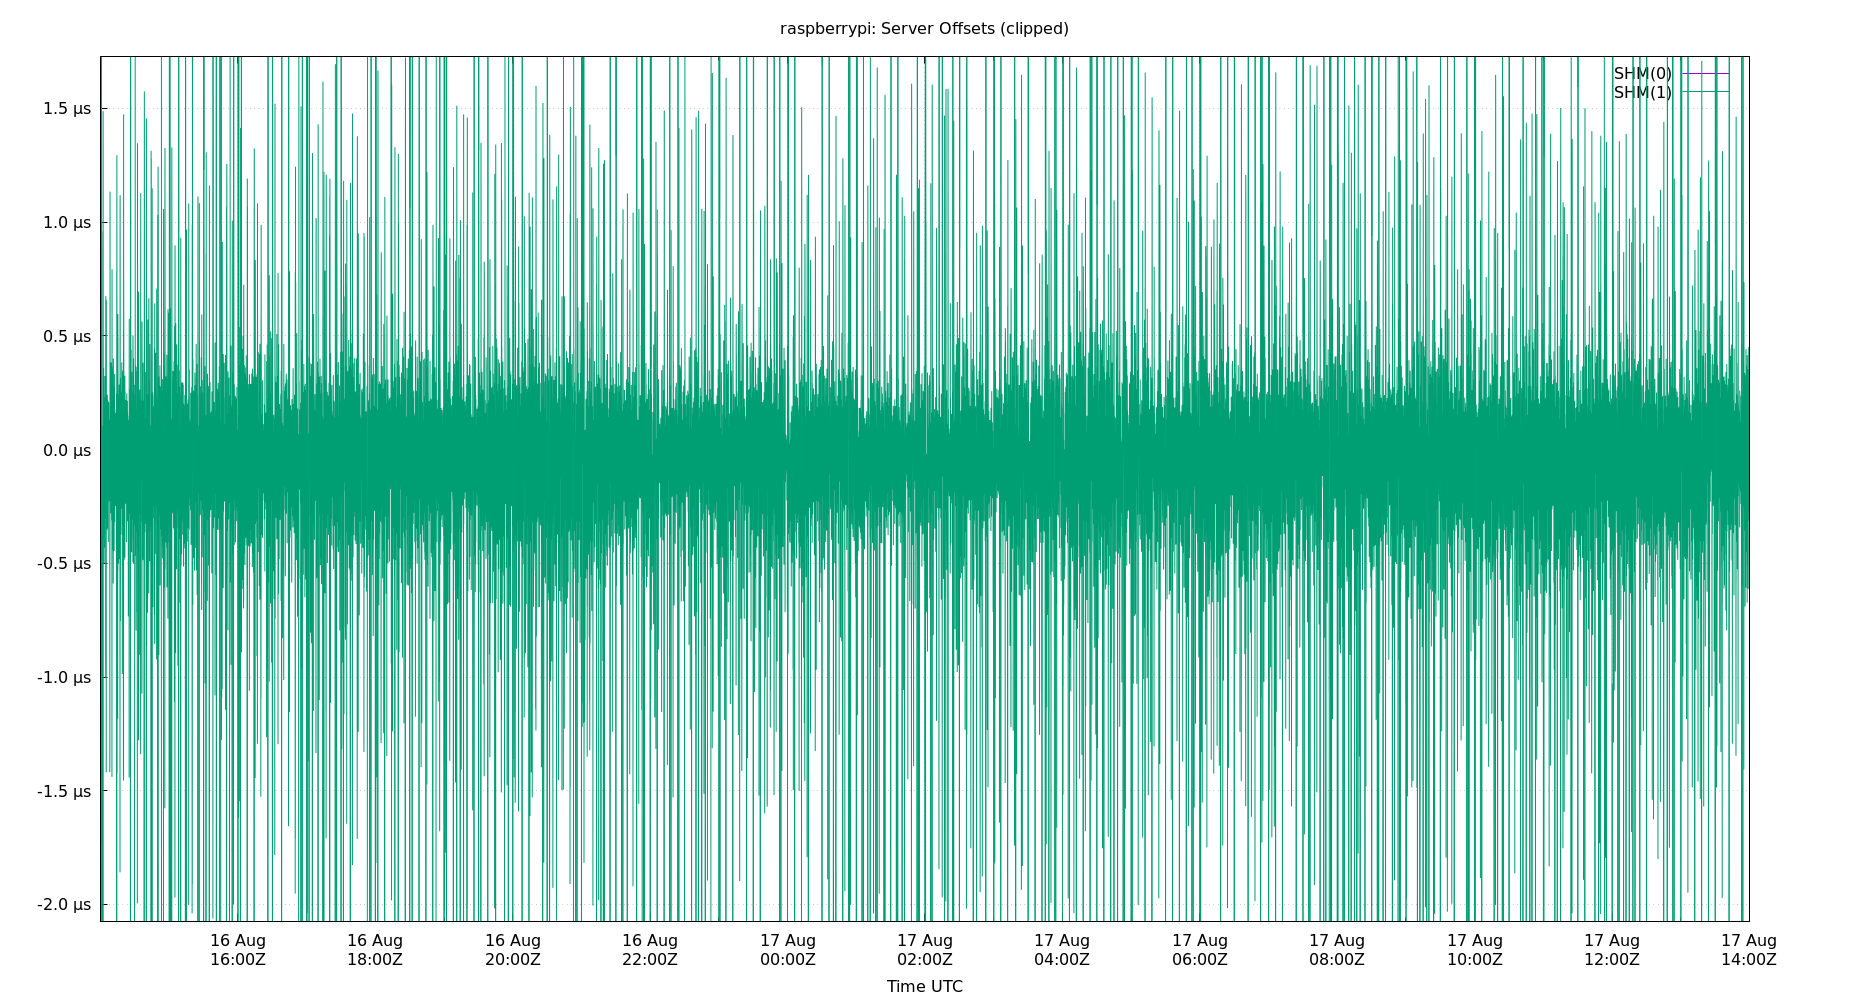 raspberrypi: Server Offsets (clipped)
SHM(0)
SHM(1)
1.5 µs
1.0 µs
0.5 µs
0.0 µs
-0.5 µs
-1.0 µs
-1.5 µs
-2.0 µs
16 Aug 16 Aug 16 Aug 16 Aug 17 Aug 17 Aug 17 Aug 17 Aug 17 Aug 17 Aug 17 Aug 17 Aug
16:00Z 18:00Z 20:00Z 22:00Z 00:00Z 02:00Z 04:00Z 06:00Z 08:00Z 10:00Z 12:00Z 14:00Z
Time UTC